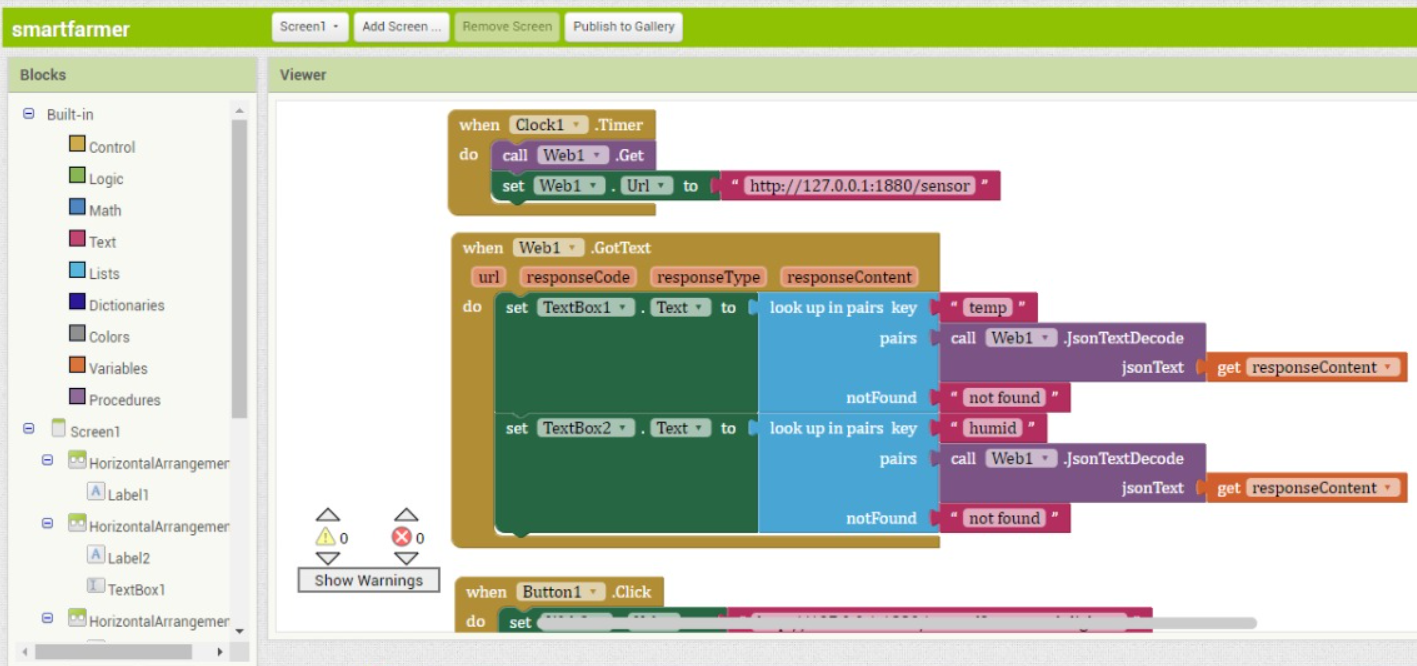 smartfarmer
Screen1 Add Screen ... Remove Screen Publish to Gallery
Blocks
Viewer
Built-in
Control
Logic
Math
Text
Lists
Dictionaries
Colors
Variables
Procedures
Screen1
HorizontalArrangemer
Label1
HorizontalArrangemer
Label2
TextBox1
HorizontalArrangemer
when Clock1 .Timer
do call Web1 .Get
set Web1 . Url to " http://127.0.0.1:1880/sensor "
when Web1 .GotText
url responseCode responseType responseContent
do set TextBox1 . Text to look up in pairs key " temp "
pairs call Web1 .JsonTextDecode
jsonText get responseContent
notFound " not found "
set TextBox2 . Text to look up in pairs key " humid "
pairs call Web1 .JsonTextDecode
jsonText get responseContent
notFound " not found "
0 0
Show Warnings
when Button1 .Click
do set